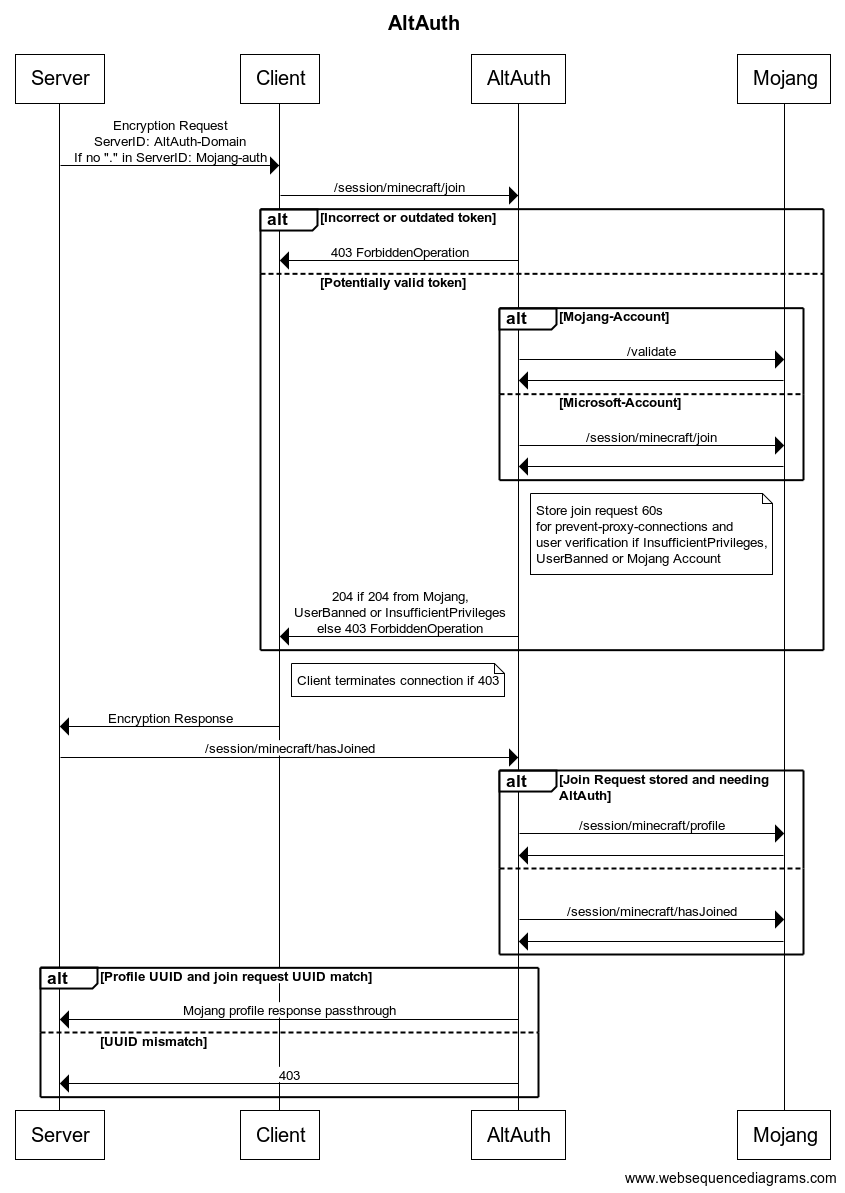 AltAuth
Server
Client
AltAuth
Mojang
Encryption Request
ServerID: AltAuth-Domain
If no "." in ServerID: Mojang-auth
/session/minecraft/join
alt
[Incorrect or outdated token]
403 ForbiddenOperation
[Potentially valid token]
alt
[Mojang-Account]
/validate
[Microsoft-Account]
/session/minecraft/join
Store join request 60s
for prevent-proxy-connections and
user verification if InsufficientPrivileges,
UserBanned or Mojang Account
204 if 204 from Mojang,
UserBanned or InsufficientPrivileges
else 403 ForbiddenOperation
Client terminates connection if 403
Encryption Response
/session/minecraft/hasJoined
alt
[Join Request stored and needing
AltAuth]
/session/minecraft/profile
/session/minecraft/hasJoined
alt
[Profile UUID and join request UUID match]
Mojang profile response passthrough
[UUID mismatch]
403
Server
Client
AltAuth
Mojang
www.websequencediagrams.com